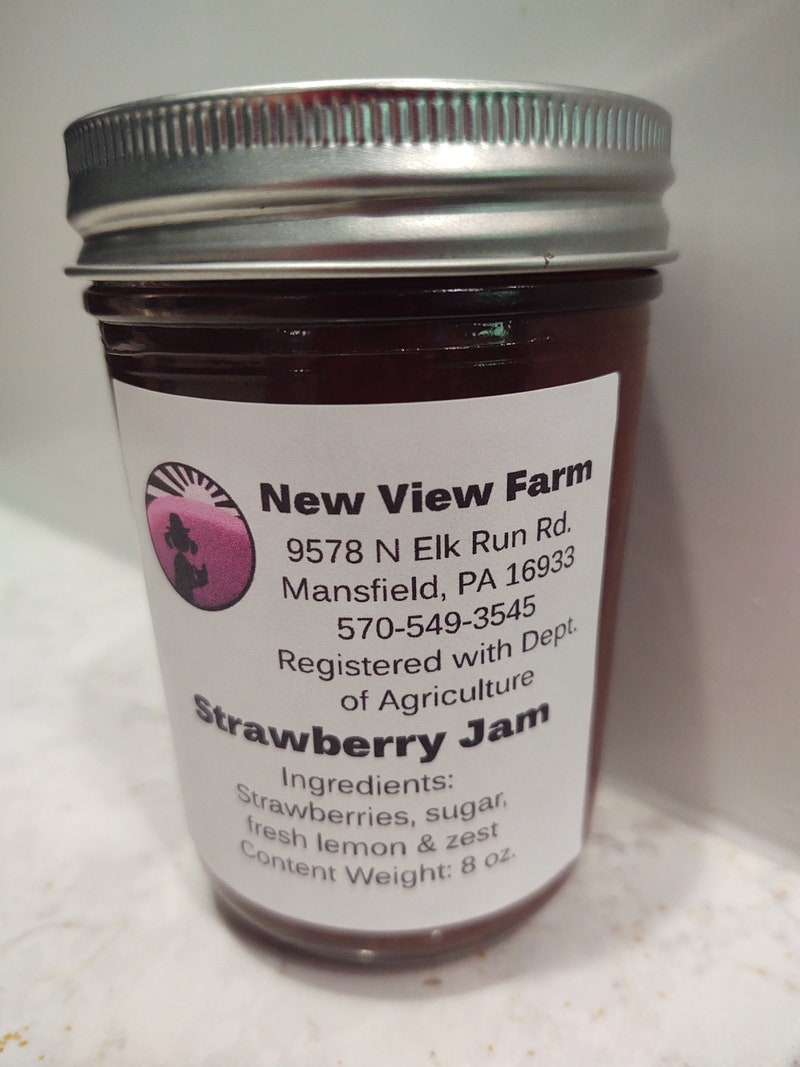 New View Farm
9578 N Elk Run Rd.
Mansfield, PA 16933
570-549-3545
Registered with Dept.
of Agriculture
Strawberry Jam
Ingredients:
Strawberries, sugar,
fresh lemon & zest
Content Weight: 8 oz.